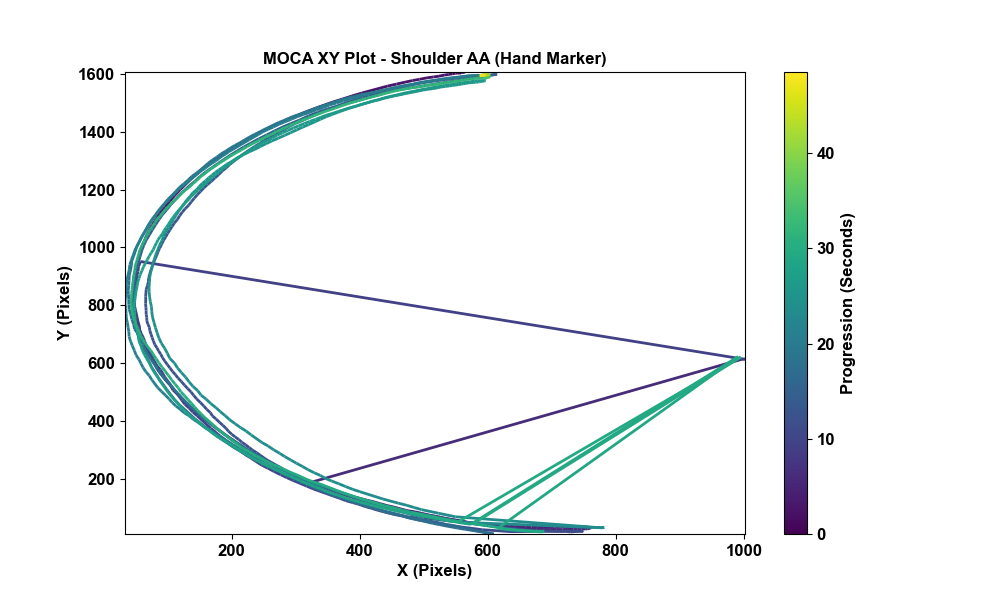 MOCA XY Plot - Shoulder AA (Hand Marker)
1600
1400
1200
1000
800
600
400
200
Y (Pixels)
200 400 600 800 1000
X (Pixels)
40
30
20
10
0
Progression (Seconds)